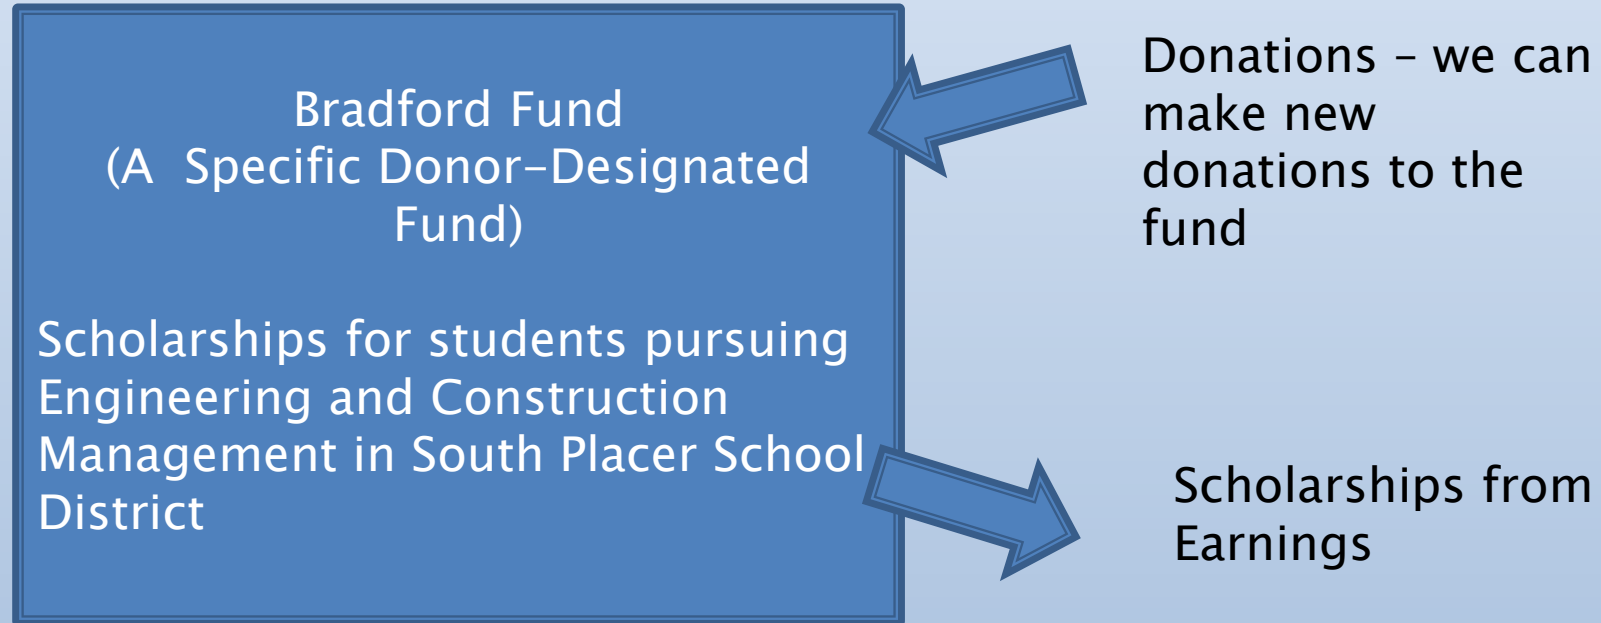 Bradford Fund
(A  Specific Donor-Designated
Fund)
Scholarships for students pursuing
Engineering and Construction
Management in South Placer School
District
Donations – we can
make new
donations to the
fund
Scholarships from
Earnings